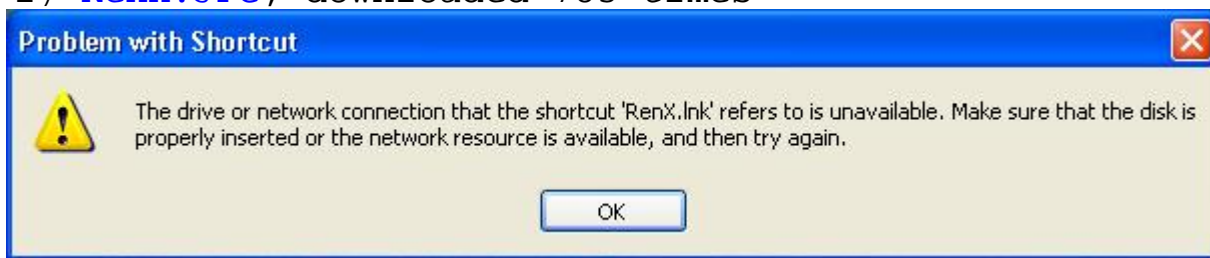 Problem with Shortcut
The drive or network connection that the shortcut 'RenX.lnk' refers to is unavailable. Make sure that the disk is
properly inserted or the network resource is available, and then try again.
OK